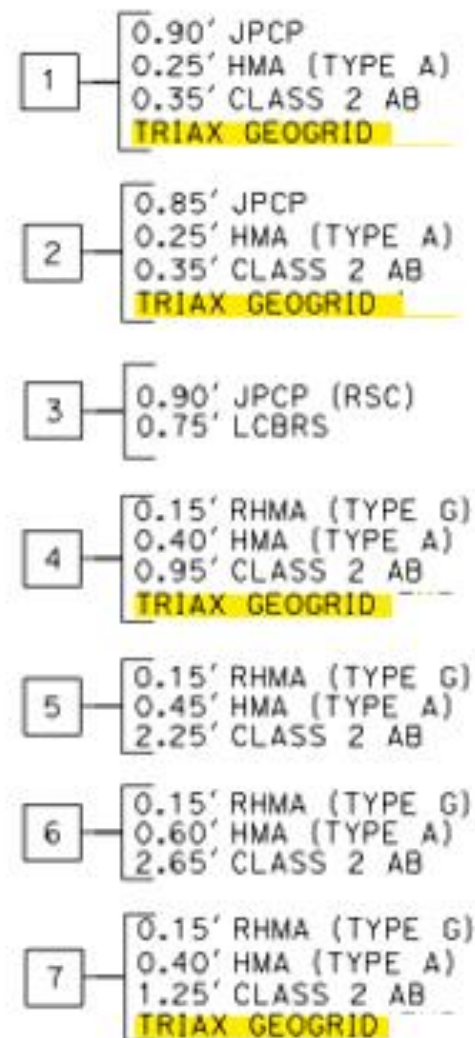 1
0.90' JPCP
0.25' HMA (TYPE A)
0.35' CLASS 2 AB
TRIAX GEOGRID
2
0.85' JPCP
0.25' HMA (TYPE A)
0.35' CLASS 2 AB
TRIAX GEOGRID
3
0.90' JPCP (RSC)
0.75' LCBRS
4
0.15' RHMA (TYPE G)
0.40' HMA (TYPE A)
0.95' CLASS 2 AB
TRIAX GEOGRID
5
0.15' RHMA (TYPE G)
0.45' HMA (TYPE A)
2.25' CLASS 2 AB
6
0.15' RHMA (TYPE G)
0.60' HMA (TYPE A)
2.65' CLASS 2 AB
7
0.15' RHMA (TYPE G)
0.40' HMA (TYPE A)
1.25' CLASS 2 AB
TRIAX GEOGRID